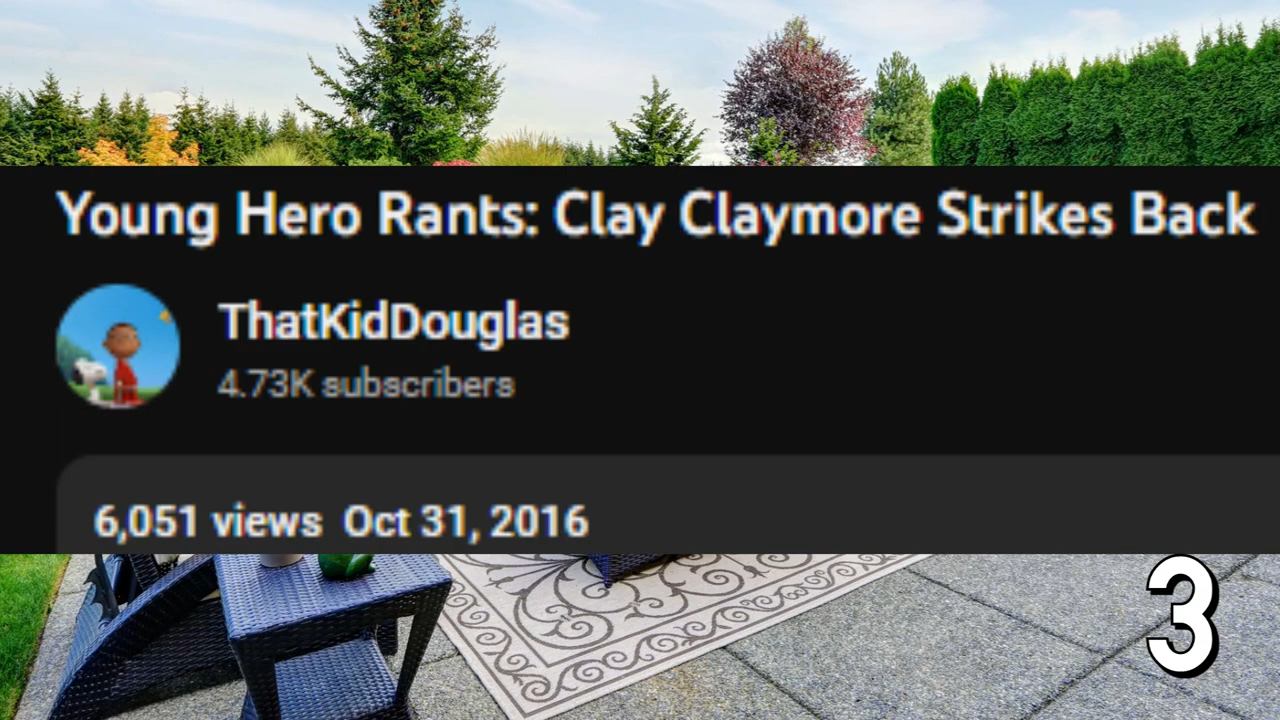 Young Hero Rants: Clay Claymore Strikes Back
ThatKidDouglas
4.73K subscribers
6,051 views Oct 31, 2016
3